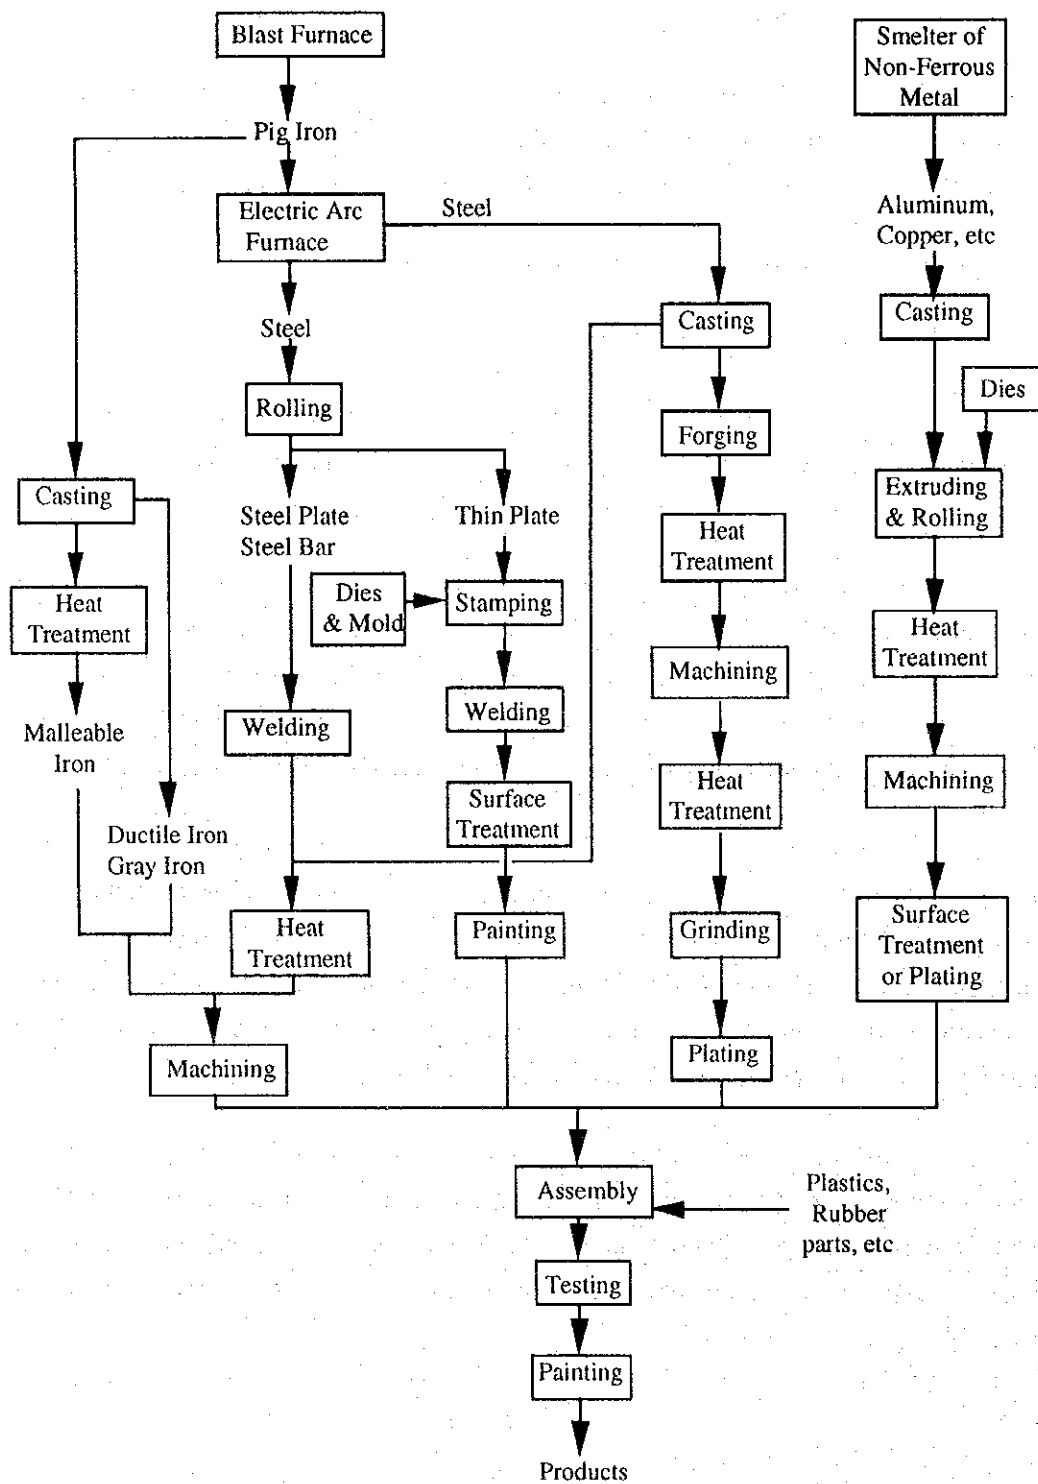 Blast Furnace
Smelter of
Non-Ferrous
Metal
Pig Iron
Electric Arc
Furnace
Steel
Aluminum,
Copper, etc
Steel
Casting
Casting
Rolling
Dies
Forging
Casting
Steel Plate
Steel Bar
Thin Plate
Extruding
& Rolling
Heat
Treatment
Heat
Treatment
Dies
& Mold
Stamping
Heat
Treatment
Machining
Malleable
Iron
Welding
Welding
Heat
Treatment
Machining
Surface
Treatment
Ductile Iron
Gray Iron
Heat
Treatment
Painting
Grinding
Surface
Treatment
or Plating
Machining
Plating
Assembly
Plastics,
Rubber
parts, etc
Testing
Painting
Products